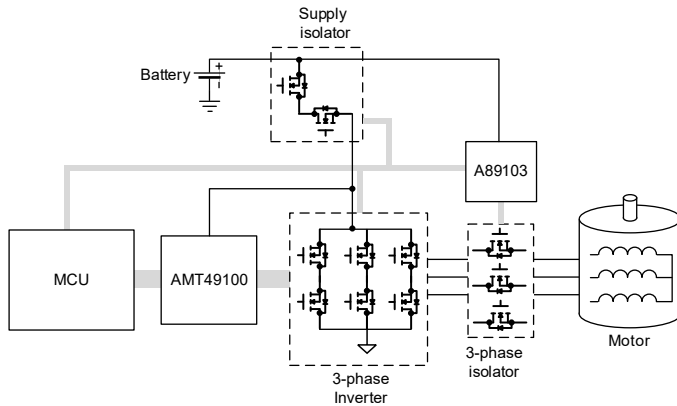 Supply
isolator
Battery
+
-
A89103
MCU
AMT49100
3-phase
Inverter
3-phase
isolator
Motor